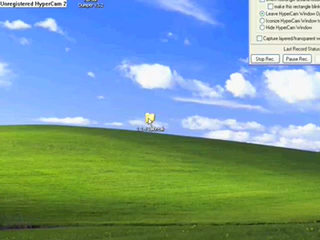 Unregistered HyperCam 2
make this rectangle blink
Leave HyperCam Window Op
Iconize HyperCam Window
Hide HyperCam Window
Capture layered/transparent w
Last Record Status
Stop Rec.
Pause Rec.